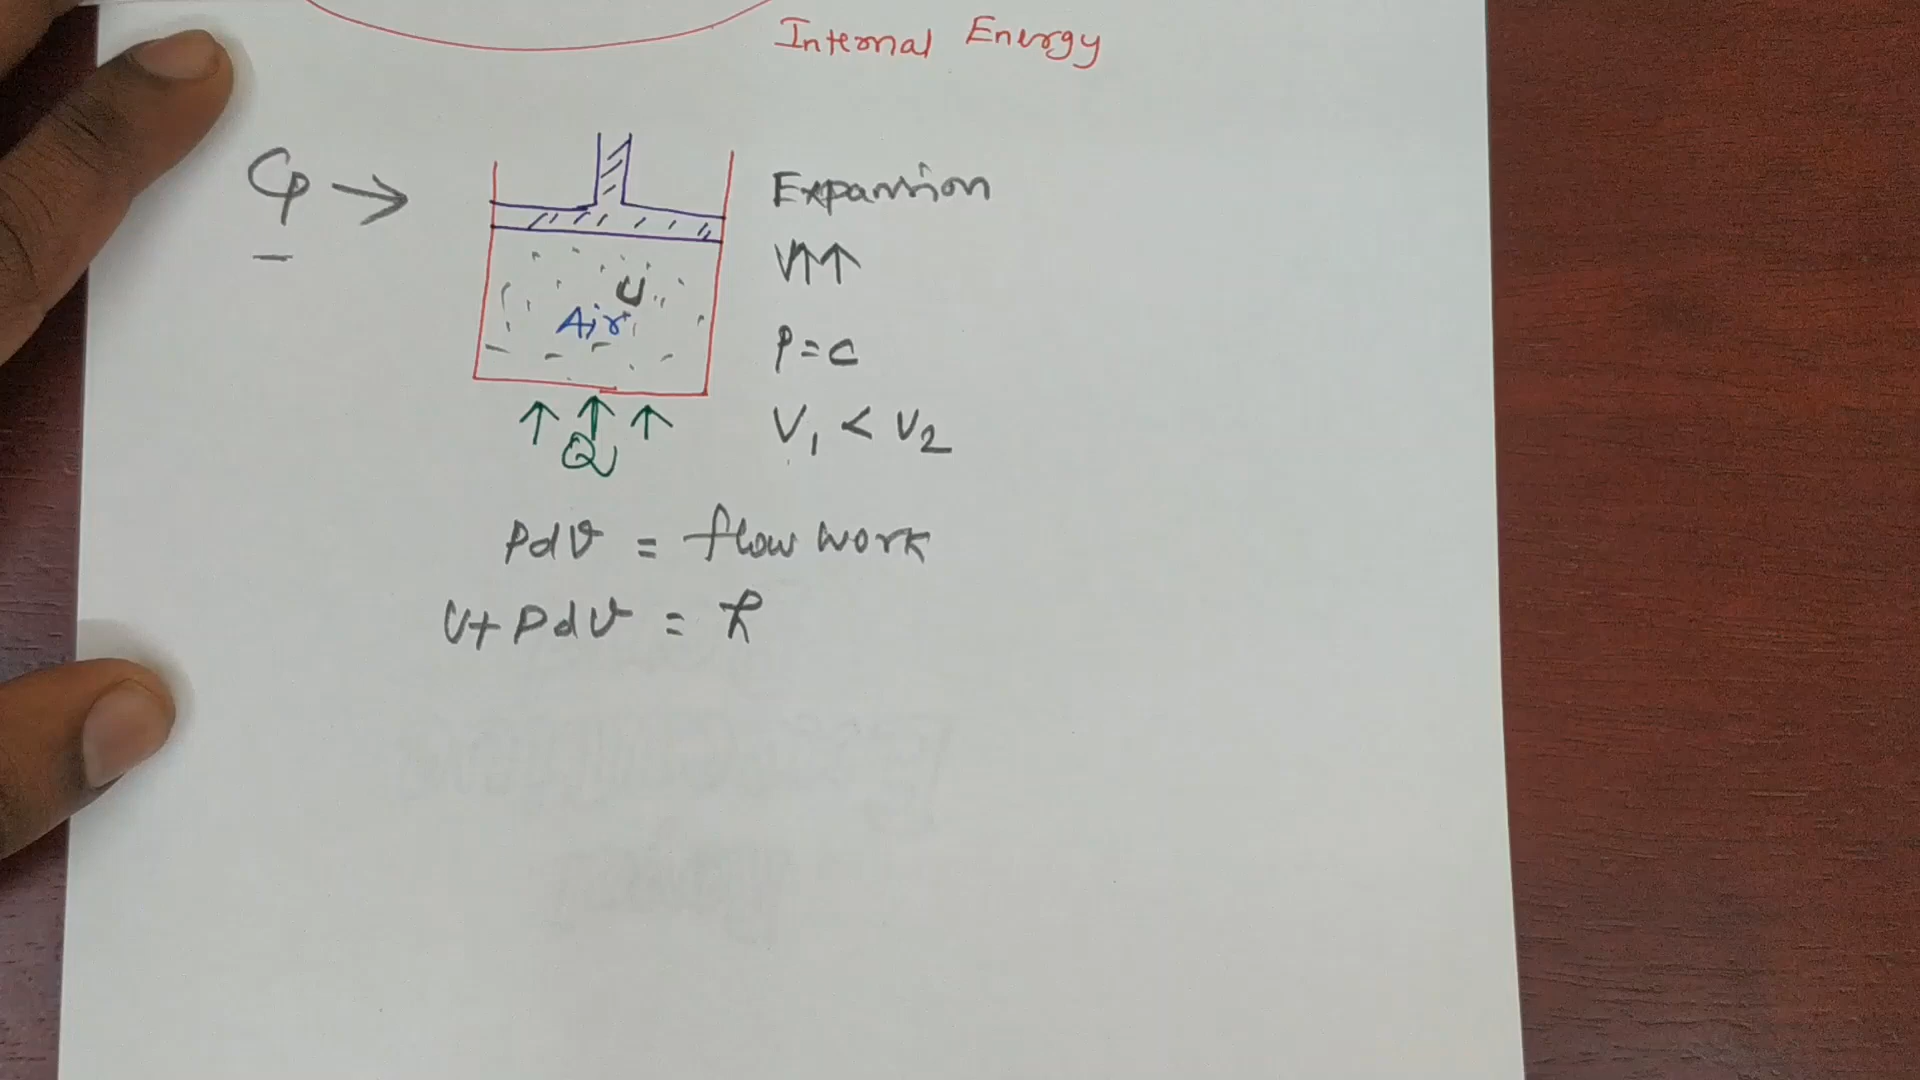 Internal Energy
Cp →
Expansion
V↑↑
U
Air
P = C
V₁ < V₂
↑ ↑ ↑
Q
Pdv = flow work
U + Pdv = h